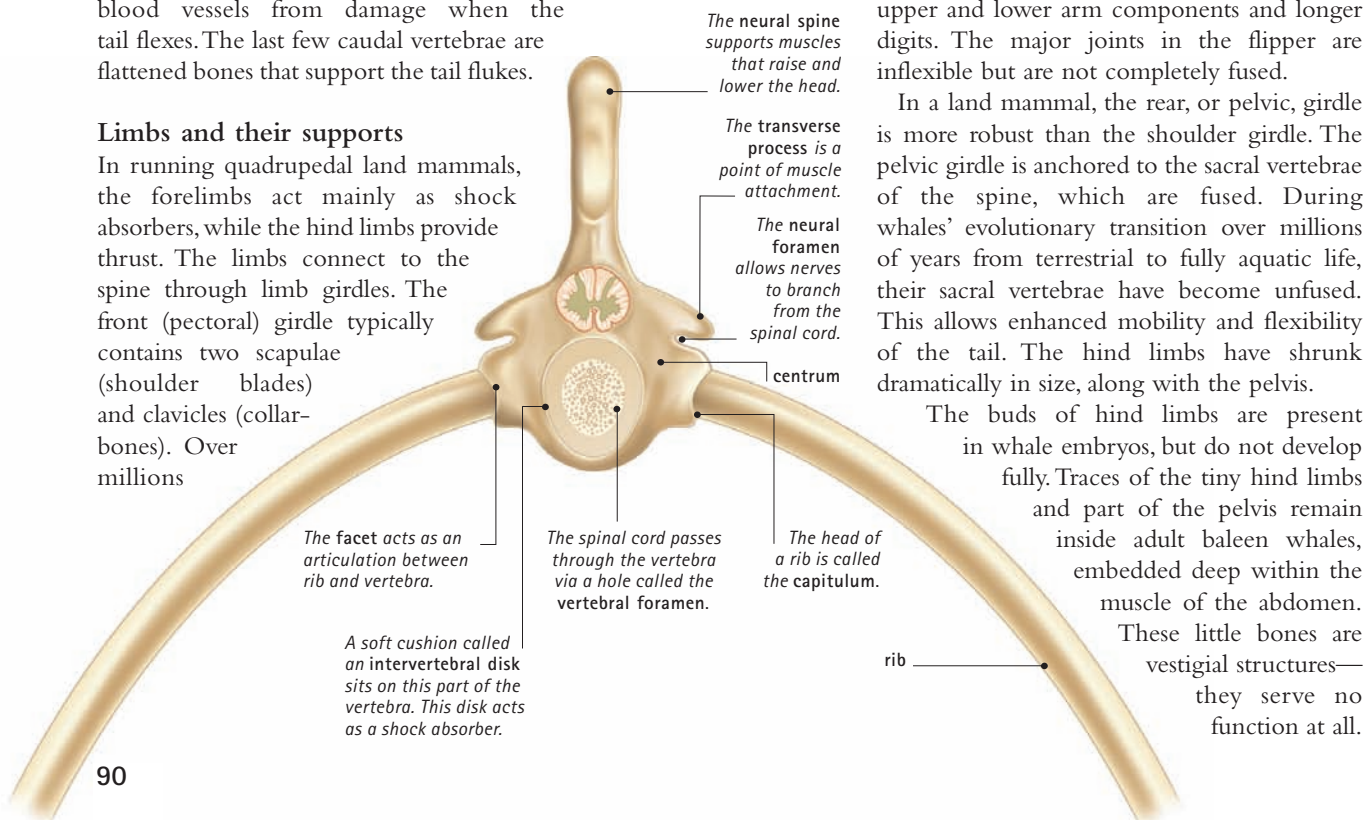 blood vessels from damage when the
tail flexes. The last few caudal vertebrae are
flattened bones that support the tail flukes.
Limbs and their supports
In running quadrupedal land mammals,
the forelimbs act mainly as shock
absorbers, while the hind limbs provide
thrust. The limbs connect to the
spine through limb girdles. The
front (pectoral) girdle typically
contains two scapulae
(shoulder blades)
and clavicles (collar-
bones). Over
millions
The neural spine
supports muscles
that raise and
lower the head.
The transverse
process is a
point of muscle
attachment.
The neural
foramen
allows nerves
to branch
from the
spinal cord.
centrum
The facet acts as an
articulation between
rib and vertebra.
The spinal cord passes
through the vertebra
via a hole called the
vertebral foramen.
The head of
a rib is called
the capitulum.
A soft cushion called
an intervertebral disk
sits on this part of the
vertebra. This disk acts
as a shock absorber.
rib
upper and lower arm components and longer
digits. The major joints in the flipper are
inflexible but are not completely fused.
In a land mammal, the rear, or pelvic, girdle
is more robust than the shoulder girdle. The
pelvic girdle is anchored to the sacral vertebrae
of the spine, which are fused. During
whales' evolutionary transition over millions
of years from terrestrial to fully aquatic life,
their sacral vertebrae have become unfused.
This allows enhanced mobility and flexibility
of the tail. The hind limbs have shrunk
dramatically in size, along with the pelvis.
The buds of hind limbs are present
in whale embryos, but do not develop
fully. Traces of the tiny hind limbs
and part of the pelvis remain
inside adult baleen whales,
embedded deep within the
muscle of the abdomen.
These little bones are
vestigial structures—
they serve no
function at all.
90